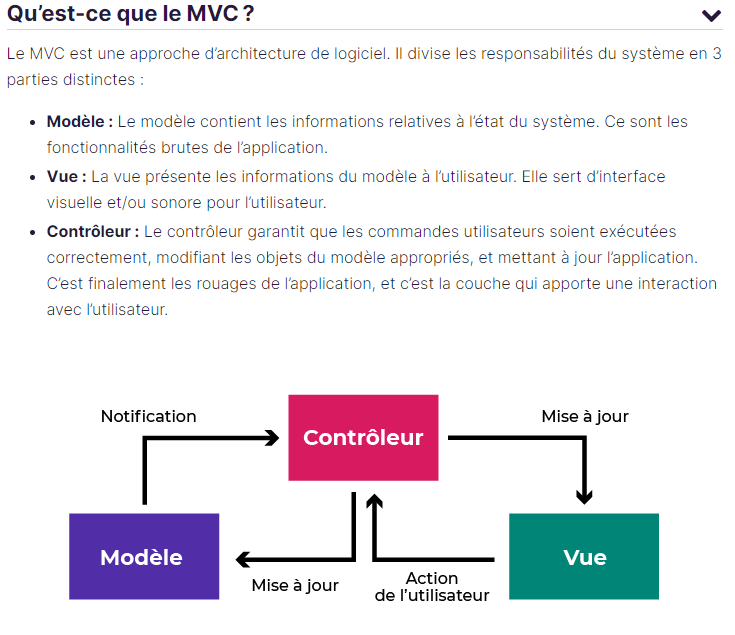 Qu’est-ce que le MVC ?
Le MVC est une approche d’architecture de logiciel. Il divise les responsabilités du système en 3
parties distinctes :
• Modèle : Le modèle contient les informations relatives à l’état du système. Ce sont les
fonctionnalités brutes de l’application.
• Vue : La vue présente les informations du modèle à l’utilisateur. Elle sert d’interface
visuelle et/ou sonore pour l’utilisateur.
• Contrôleur : Le contrôleur garantit que les commandes utilisateurs soient exécutées
correctement, modifiant les objets du modèle appropriés, et mettant à jour l’application.
C’est finalement les rouages de l’application, et c’est la couche qui apporte une interaction
avec l’utilisateur.
Notification
Mise à jour
Contrôleur
Modèle
Vue
Mise à jour
Action
de l’utilisateur